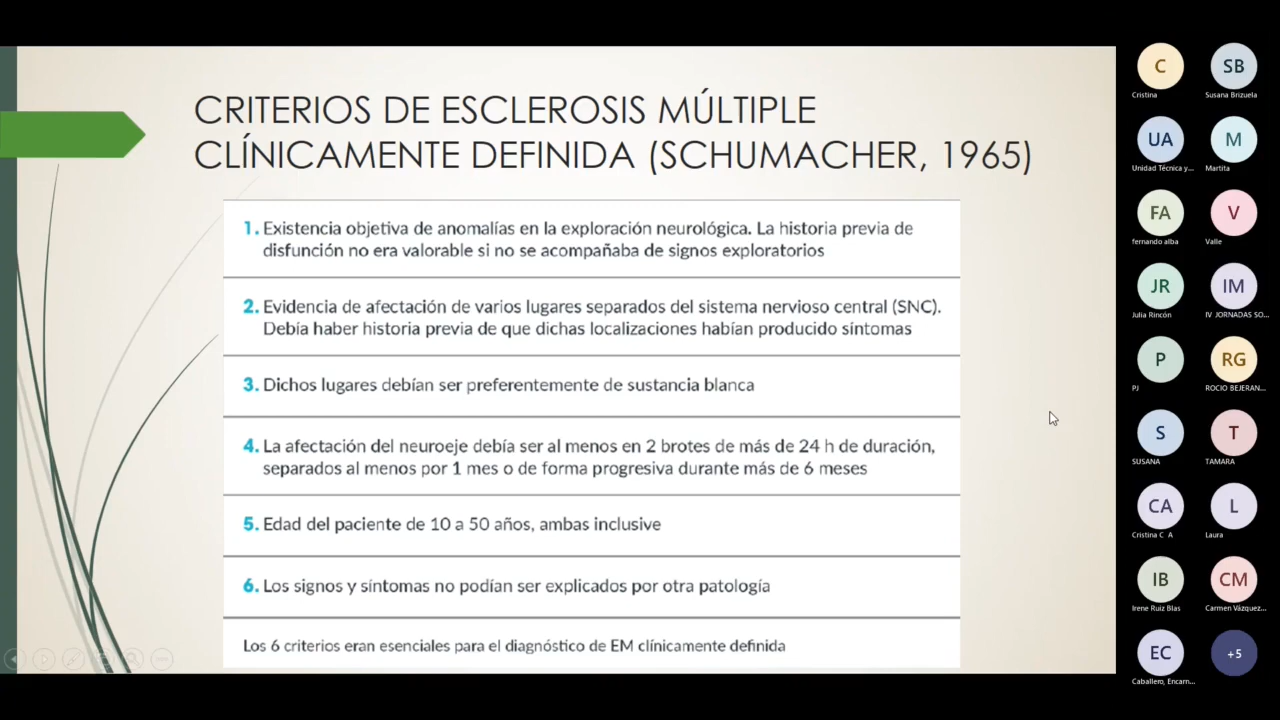 CRITERIOS DE ESCLEROSIS MÚLTIPLE
CLÍNICAMENTE DEFINIDA (SCHUMACHER, 1965)
1. Existencia objetiva de anomalías en la exploración neurológica. La historia previa de
disfunción no era valorable si no se acompañaba de signos exploratorios
2. Evidencia de afectación de varios lugares separados del sistema nervioso central (SNC).
Debía haber historia previa de que dichas localizaciones habían producido síntomas
3. Dichos lugares debían ser preferentemente de sustancia blanca
4. La afectación del neuroeje debía ser al menos en 2 brotes de más de 24 h de duración,
separados al menos por 1 mes o de forma progresiva durante más de 6 meses
5. Edad del paciente de 10 a 50 años, ambas inclusive
6. Los signos y síntomas no podían ser explicados por otra patología
Los 6 criterios eran esenciales para el diagnóstico de EM clínicamente definida
C
Cristina
SB
Susana Brizuela
UA
Unidad Técnica y...
M
Martita
FA
fernando alba
V
Valle
JR
Julia Rincón
IM
IV JORNADAS SO...
P
PJ
RG
ROCIO BEJERAN...
S
SUSANA
T
TAMARA
CA
Cristina C A
L
Laura
IB
Irene Ruiz Blas
CM
Carmen Vázquez...
EC
Caballero, Encarn...
+5